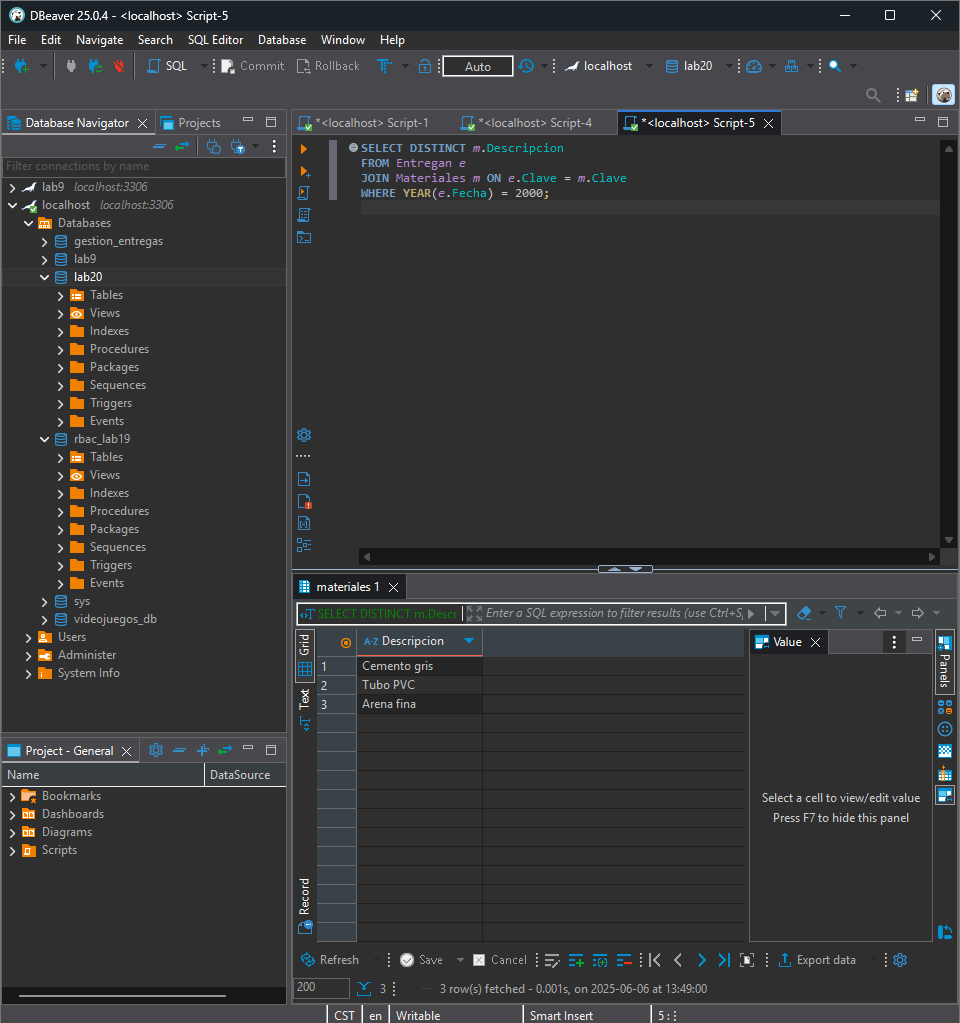 DBeaver 25.0.4 - <localhost> Script-5
File Edit Navigate Search SQL Editor Database Window Help
SQL Commit Rollback Auto localhost lab20
Database Navigator Projects
Filter connections by name
lab9 localhost:3306
localhost localhost:3306
Databases
gestion_entregas
lab9
lab20
Tables
Views
Indexes
Procedures
Packages
Sequences
Triggers
Events
rbac_lab19
Tables
Views
Indexes
Procedures
Packages
Sequences
Triggers
Events
sys
videojuegos_db
Users
Administer
System Info
Project - General
Name DataSource
Bookmarks
Dashboards
Diagrams
Scripts
*<localhost> Script-1 *<localhost> Script-4 *<localhost> Script-5
SELECT DISTINCT m.Descripcion
FROM Entregan e
JOIN Materiales m ON e.Clave = m.Clave
WHERE YEAR(e.Fecha) = 2000;
materiales 1
SELECT DISTINCT m.Descr Enter a SQL expression to filter results (use Ctrl+S
Grid
Text
Record
A-Z Descripcion
1 Cemento gris
2 Tubo PVC
3 Arena fina
Value
Panels
Select a cell to view/edit value
Press F7 to hide this panel
Refresh Save Cancel Export data
200 3 3 row(s) fetched - 0.001s, on 2025-06-06 at 13:49:00
CST en Writable Smart Insert 5 :